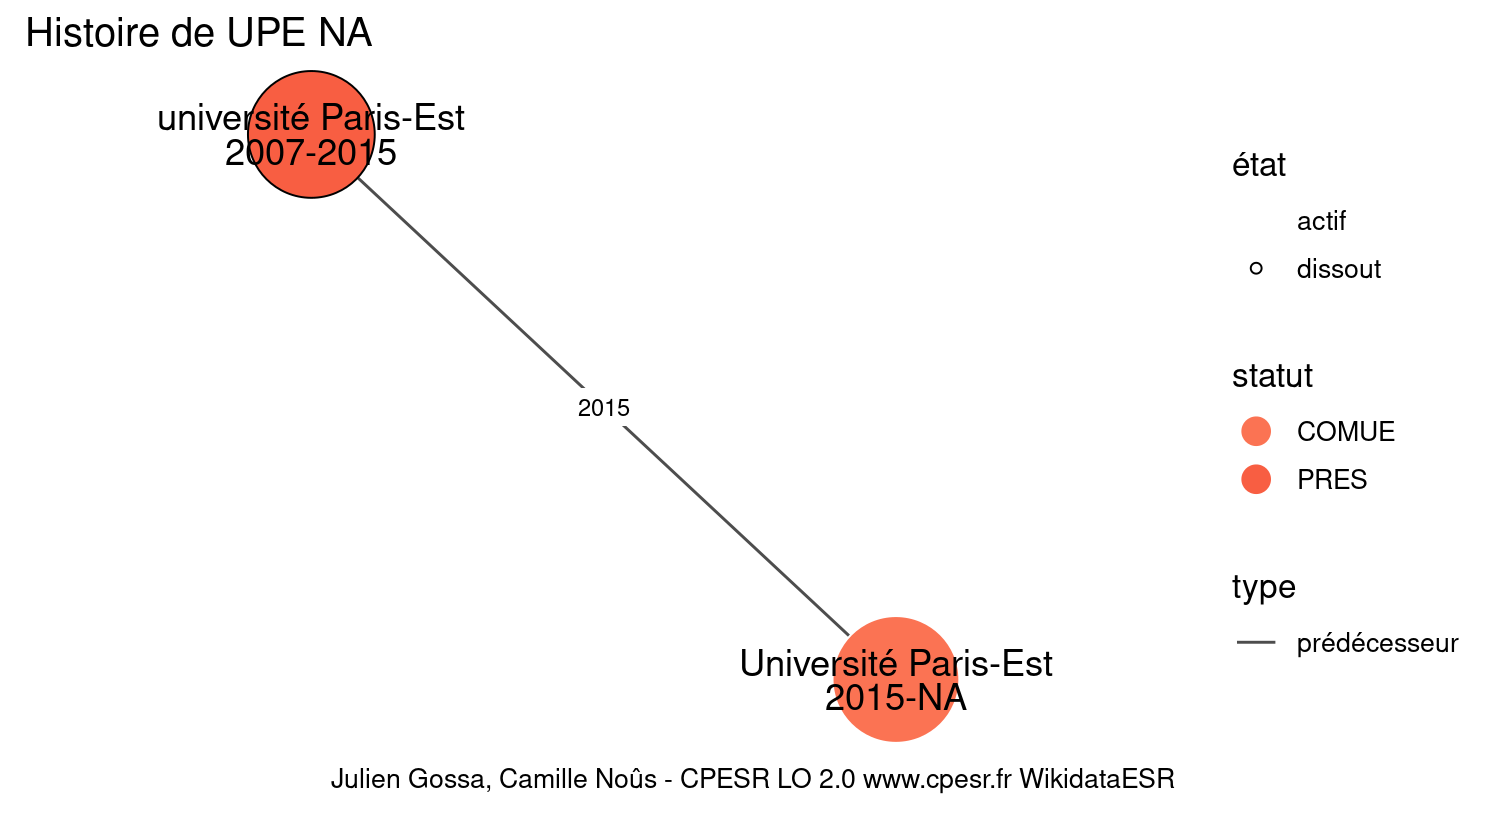 Histoire de UPE NA
université Paris-Est
2007-2015
2015
Université Paris-Est
2015-NA
état
actif
dissout
statut
COMUE
PRES
type
prédécesseur
Julien Gossa, Camille Noûs - CPESR LO 2.0 www.cpesr.fr WikidataESR